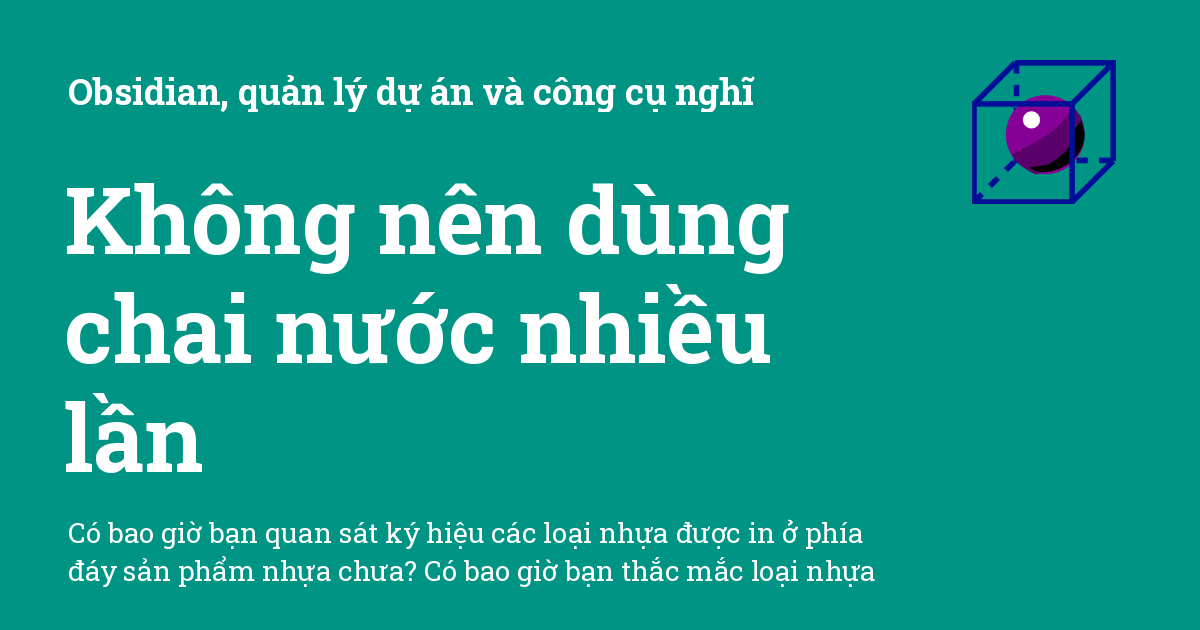 Obsidian, quản lý dự án và công cụ nghĩ
Không nên dùng
chai nước nhiều
lần
Có bao giờ bạn quan sát ký hiệu các loại nhựa được in ở phía
đáy sản phẩm nhựa chưa? Có bao giờ bạn thắc mắc loại nhựa